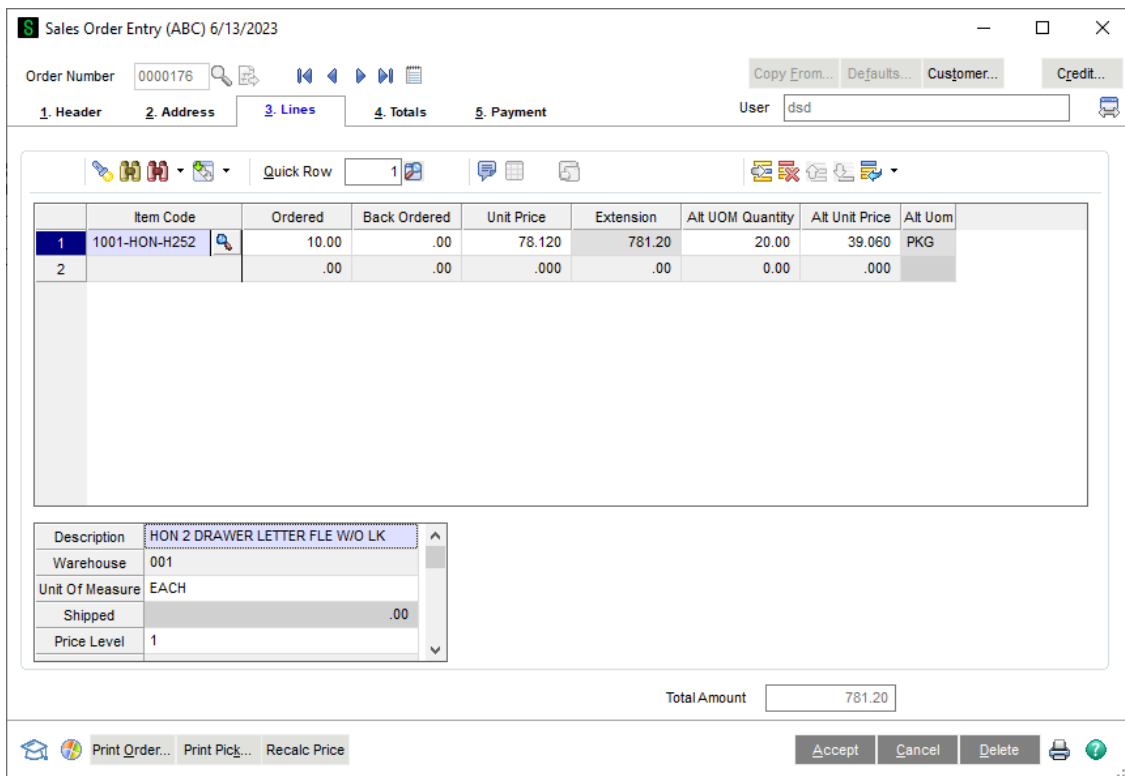 S Sales Order Entry (ABC) 6/13/2023
Order Number 0000176 Copy From... Defaults... Customer... Credit...
1. Header 2. Address 3. Lines 4. Totals 5. Payment User dsd
Quick Row 1
Item Code Ordered Back Ordered Unit Price Extension Alt UOM Quantity Alt Unit Price Alt Uom
1 1001-HON-H252 10.00 .00 78.120 781.20 20.00 39.060 PKG
2 .00 .00 .000 .00 0.00 .000
Description HON 2 DRAWER LETTER FLE W/O LK
Warehouse 001
Unit Of Measure EACH
Shipped .00
Price Level 1
Total Amount 781.20
Print Order... Print Pick... Recalc Price Accept Cancel Delete ?